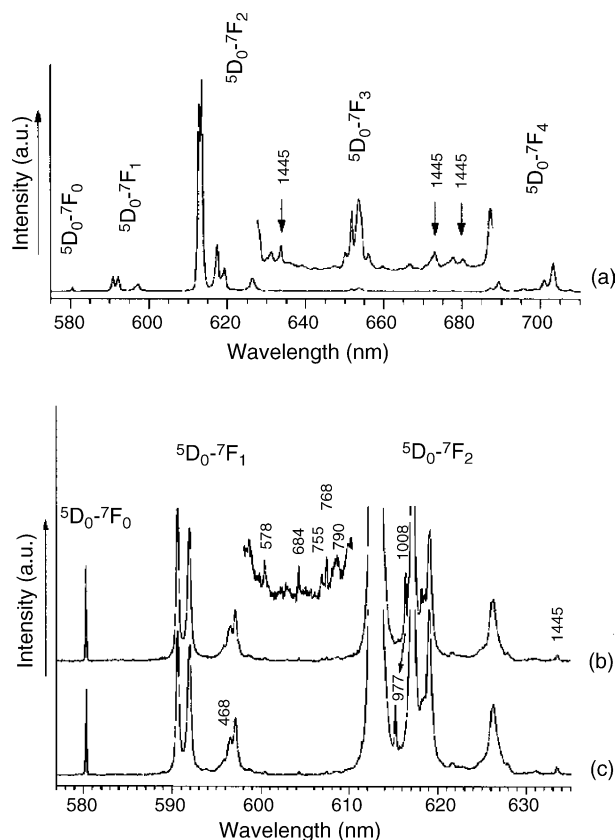 ⁵D₀-⁷F₂
⁵D₀-⁷F₃
⁵D₀-⁷F₄
⁵D₀-⁷F₁
⁵D₀-⁷F₀
1445
1445
1445
Intensity (a.u.)
(a)
580 600 620 640 660 680 700
Wavelength (nm)
⁵D₀-⁷F₁
⁵D₀-⁷F₂
⁵D₀-⁷F₀
578
684
755
768
790
1008
1445
Intensity (a.u.)
(b)
468
977
(c)
580 590 600 610 620 630
Wavelength (nm)